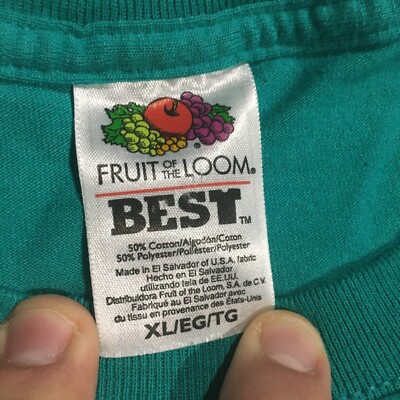 FRUIT OF THE LOOM®
BEST™
50% Cotton/Algodón/Coton
50% Polyester/Poliéster/Polyester
Made in El Salvador of U.S.A. fabric
Hecho en El Salvador
utilizando tela de EE.UU.
Distribuidora Fruit of the Loom, S.A. de C.V.
Fabriqué au El Salvador avec
du tissu en provenance des États-Unis
XL/EG/TG